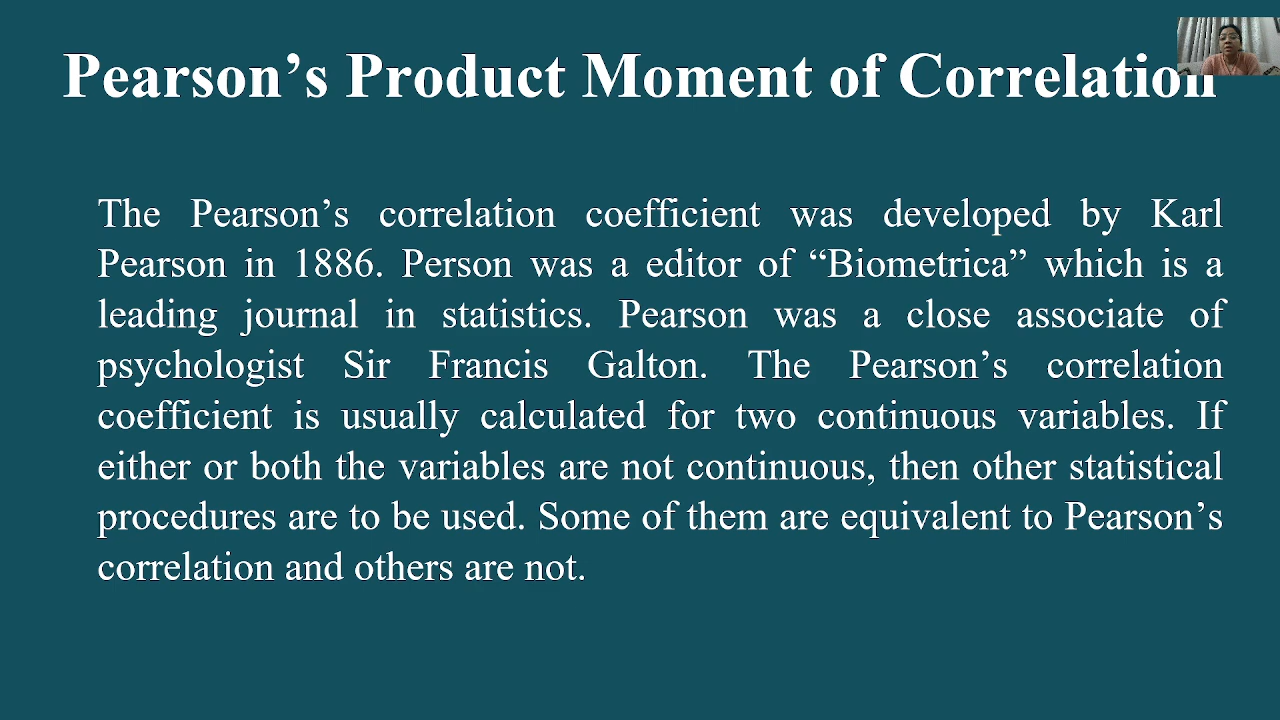 Pearson’s Product Moment of Correlation
The Pearson’s correlation coefficient was developed by Karl
Pearson in 1886. Person was a editor of “Biometrica” which is a
leading journal in statistics. Pearson was a close associate of
psychologist Sir Francis Galton. The Pearson’s correlation
coefficient is usually calculated for two continuous variables. If
either or both the variables are not continuous, then other statistical
procedures are to be used. Some of them are equivalent to Pearson’s
correlation and others are not.